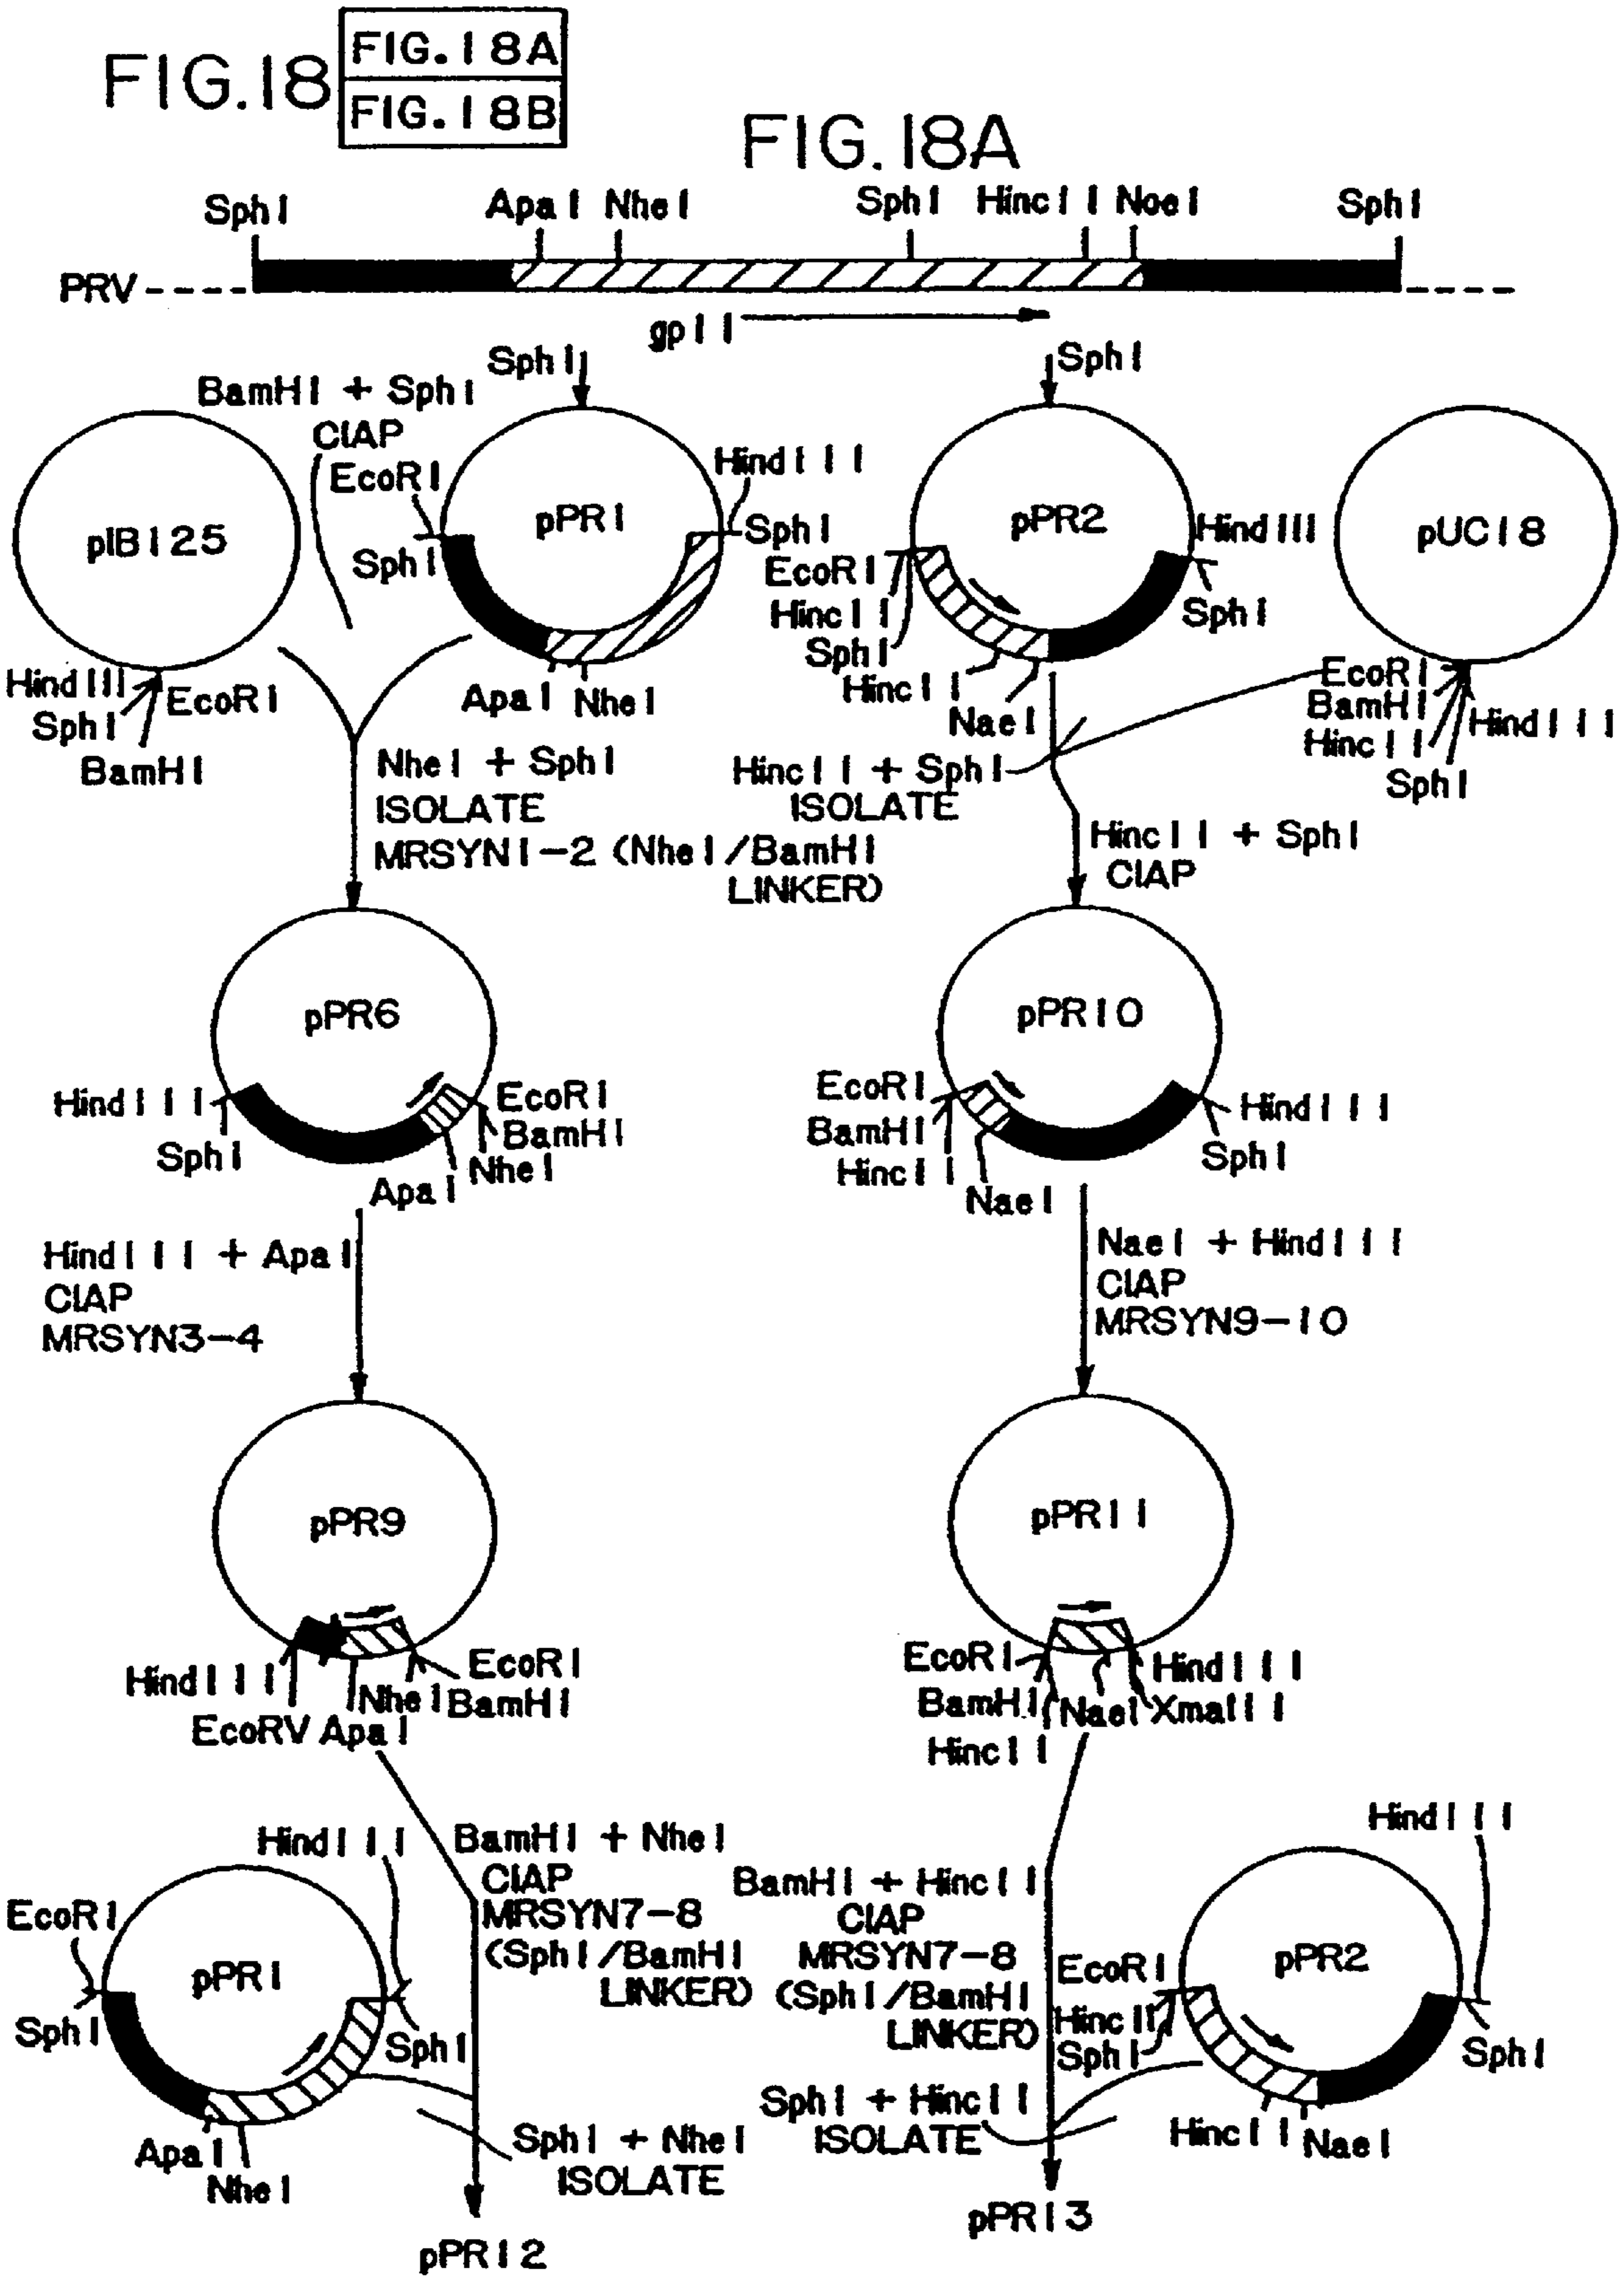 FIG.18
FIG.18A
FIG.18B
FIG.18A
SphI
ApaI
NheI
SphI
HincII
NoeI
SphI
PRV
gpII
SphI
SphI
BamHI + SphI
CIAP
EcoRI
HindIII
pIB125
pPR1
SphI
SphI
pPR2
HindIII
pUC18
EcoRI
HincII
SphI
SphI
HincII
NaeI
ApaI
NheI
HindIII
SphI
EcoRI
BamHI
EcoRI
BamHI
HincII
HindIII
SphI
NheI + SphI
ISOLATE
MRSYN1-2 (NheI/BamHI
LINKER)
HincII + SphI
ISOLATE
HincII + SphI
CIAP
pPR6
HindIII
SphI
EcoRI
BamHI
NheI
ApaI
pPR10
EcoRI
BamHI
HincII
NaeI
HindIII
SphI
HindIII + ApaI
CIAP
MRSYN3-4
NaeI + HindIII
CIAP
MRSYN9-10
pPR9
HindIII
EcoRV
ApaI
NheI
EcoRI
BamHI
pPR11
EcoRI
BamHI
HincII
NaeI
HindIII
XmaIII
HindIII
EcoRI
pPR1
SphI
SphI
ApaI
NheI
BamHI + NheI
CIAP
MRSYN7-8
(SphI/BamHI
LINKER)
SphI + NheI
ISOLATE
pPR12
BamHI + HincII
CIAP
MRSYN7-8
(SphI/BamHI
LINKER)
SphI + HincII
ISOLATE
pPR13
HindIII
EcoRI
HincII
SphI
pPR2
SphI
HincII
NaeI